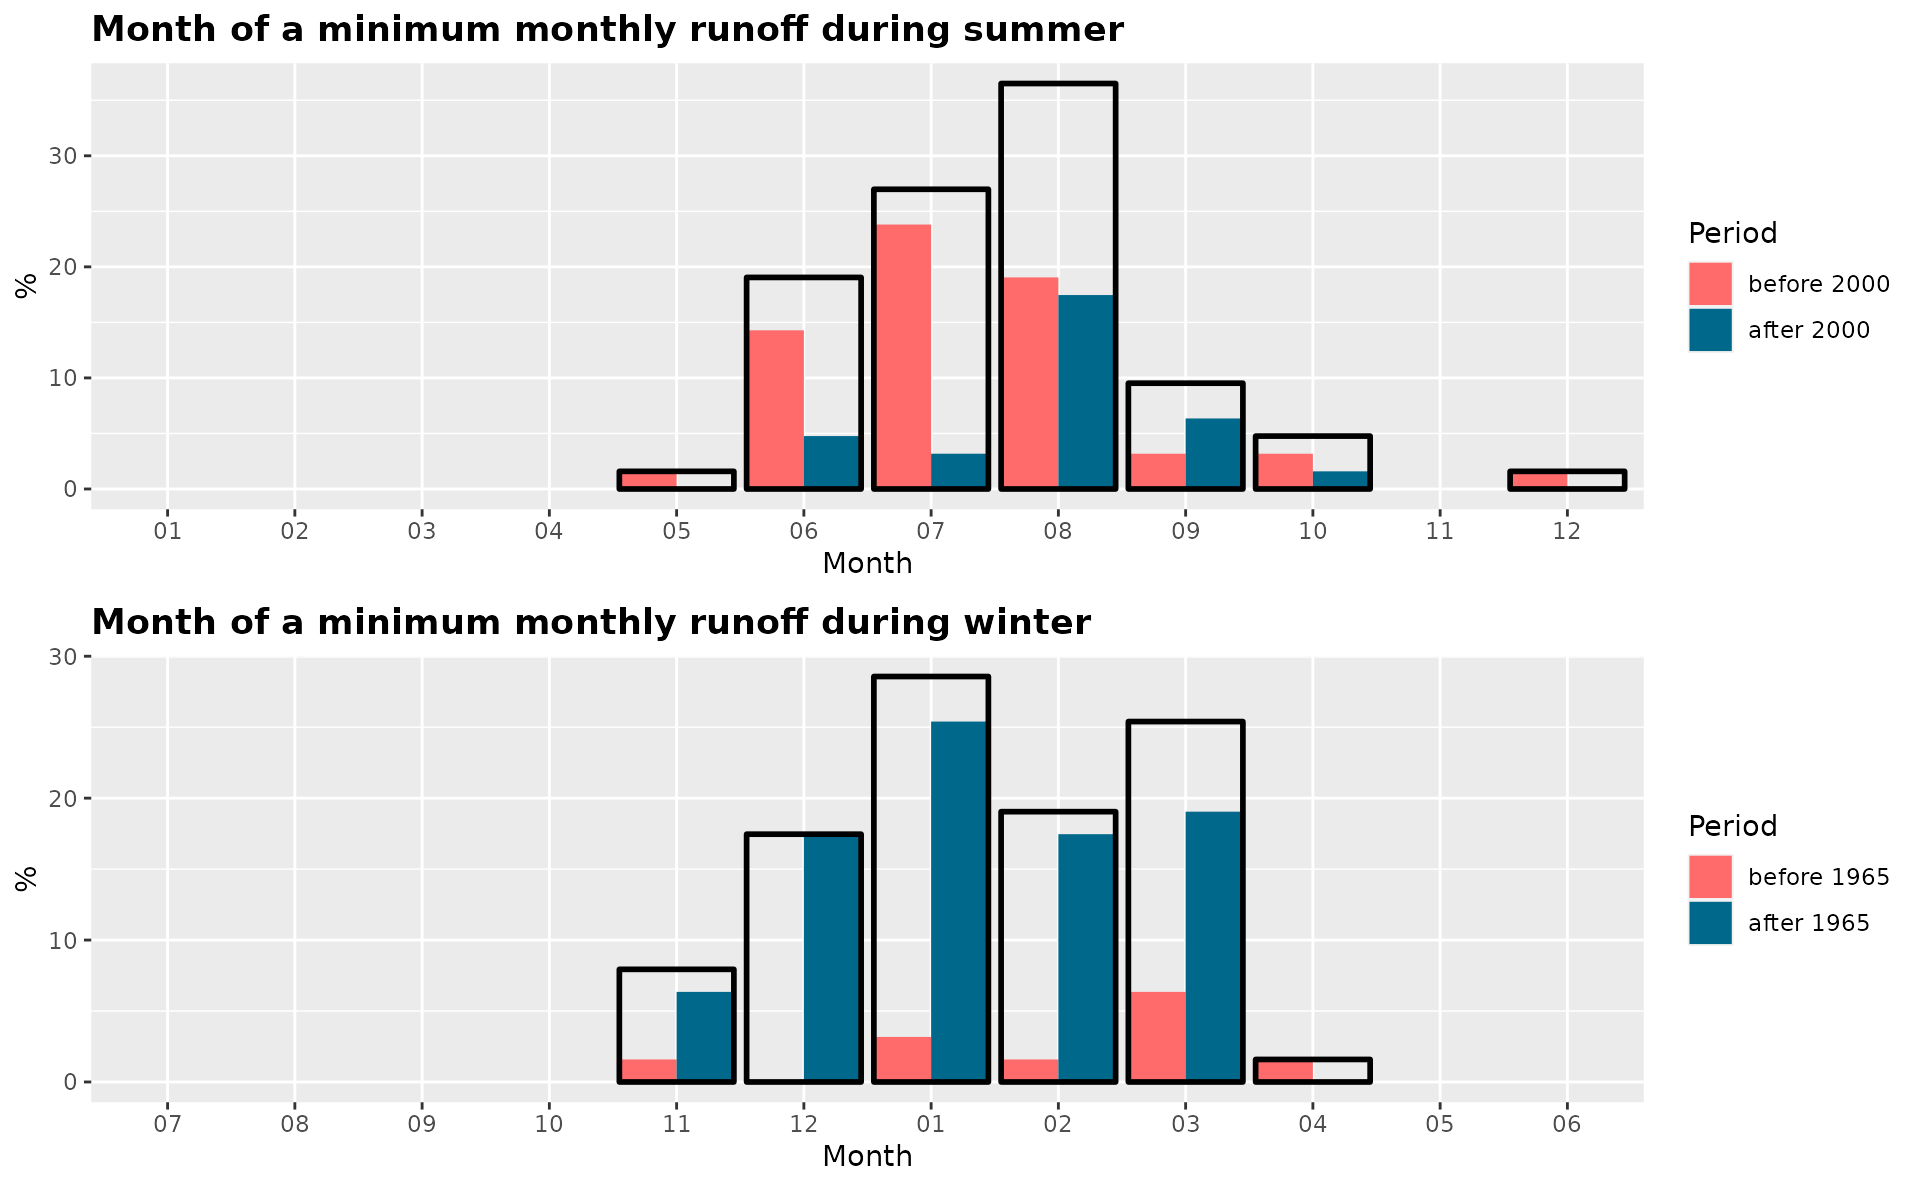 Month of a minimum monthly runoff during summer
30
20
10
0
%
01 02 03 04 05 06 07 08 09 10 11 12
Month
Period
before 2000
after 2000
Month of a minimum monthly runoff during winter
30
20
10
0
%
07 08 09 10 11 12 01 02 03 04 05 06
Month
Period
before 1965
after 1965